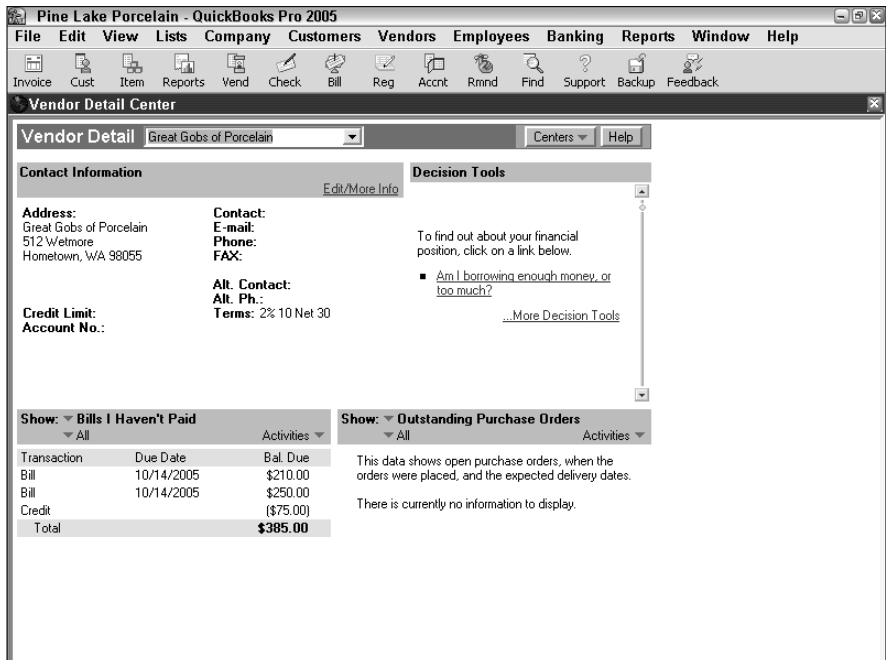 Pine Lake Porcelain - QuickBooks Pro 2005
File Edit View Lists Company Customers Vendors Employees Banking Reports Window Help
Invoice Cust Item Reports Vend Check Bill Reg Accnt Rmnd Find Support Backup Feedback
Vendor Detail Center
Vendor Detail Great Gobs of Porcelain Centers Help
Contact Information
Edit/More Info
Address:
Great Gobs of Porcelain
512 Wetmore
Hometown, WA 98055
Credit Limit:
Account No.:
Contact:
E-mail:
Phone:
FAX:
Alt. Contact:
Alt. Ph.:
Terms: 2% 10 Net 30
Decision Tools
To find out about your financial
position, click on a link below.
Am I borrowing enough money, or
too much?
...More Decision Tools
Show: Bills I Haven't Paid
All Activities
Transaction Due Date Bal. Due
Bill 10/14/2005 $210.00
Bill 10/14/2005 $250.00
Credit ($75.00)
Total $385.00
Show: Outstanding Purchase Orders
All Activities
This data shows open purchase orders, when the
orders were placed, and the expected delivery dates.
There is currently no information to display.